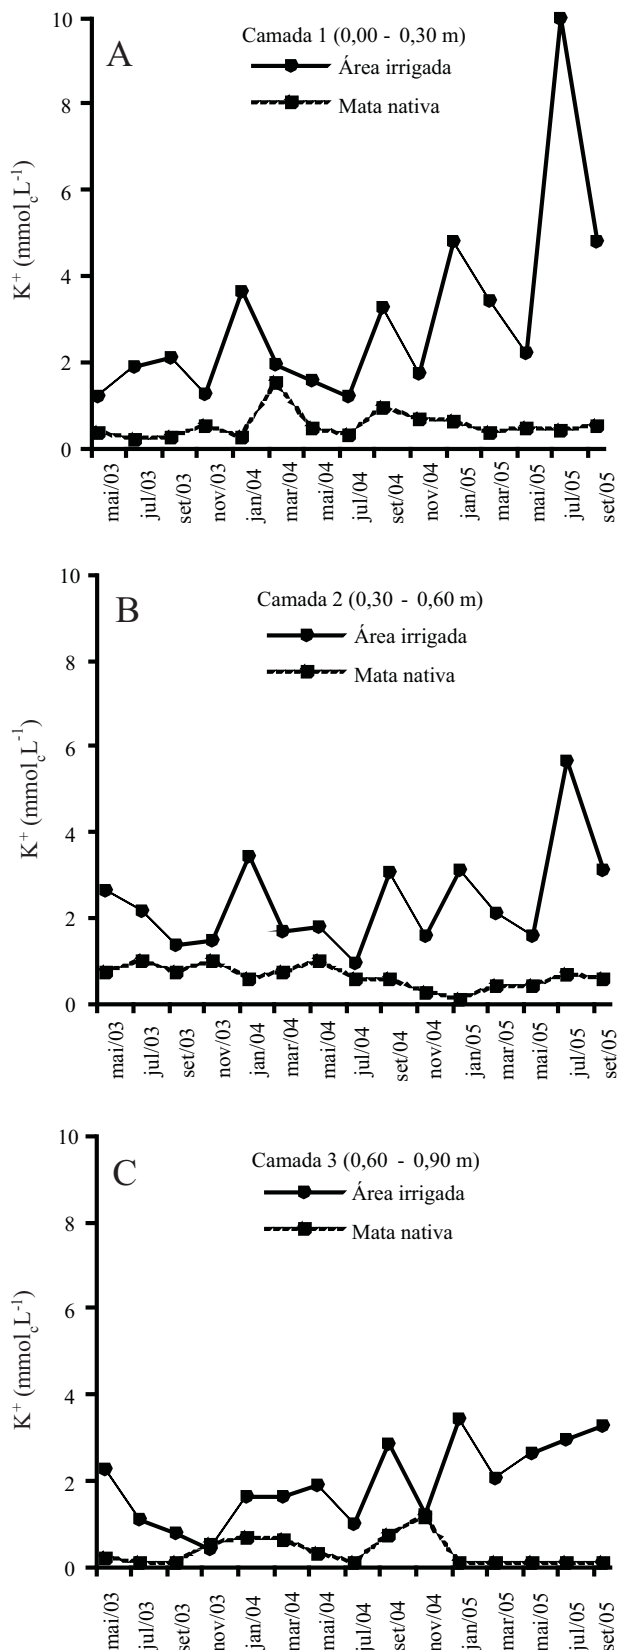 10
A
Camada 1 (0,00 - 0,30 m)
Área irrigada
Mata nativa
8
6
4
2
0
K+ (mmolcL-1)
mai/03
jul/03
set/03
nov/03
jan/04
mar/04
mai/04
jul/04
set/04
nov/04
jan/05
mar/05
mai/05
jul/05
set/05
10
B
Camada 2 (0,30 - 0,60 m)
Área irrigada
Mata nativa
8
6
4
2
0
K+ (mmolcL-1)
mai/03
jul/03
set/03
nov/03
jan/04
mar/04
mai/04
jul/04
set/04
nov/04
jan/05
mar/05
mai/05
jul/05
set/05
10
C
Camada 3 (0,60 - 0,90 m)
Área irrigada
Mata nativa
8
6
4
2
0
K+ (mmolcL-1)
mai/03
jul/03
set/03
nov/03
jan/04
mar/04
mai/04
jul/04
set/04
nov/04
jan/05
mar/05
mai/05
jul/05
set/05